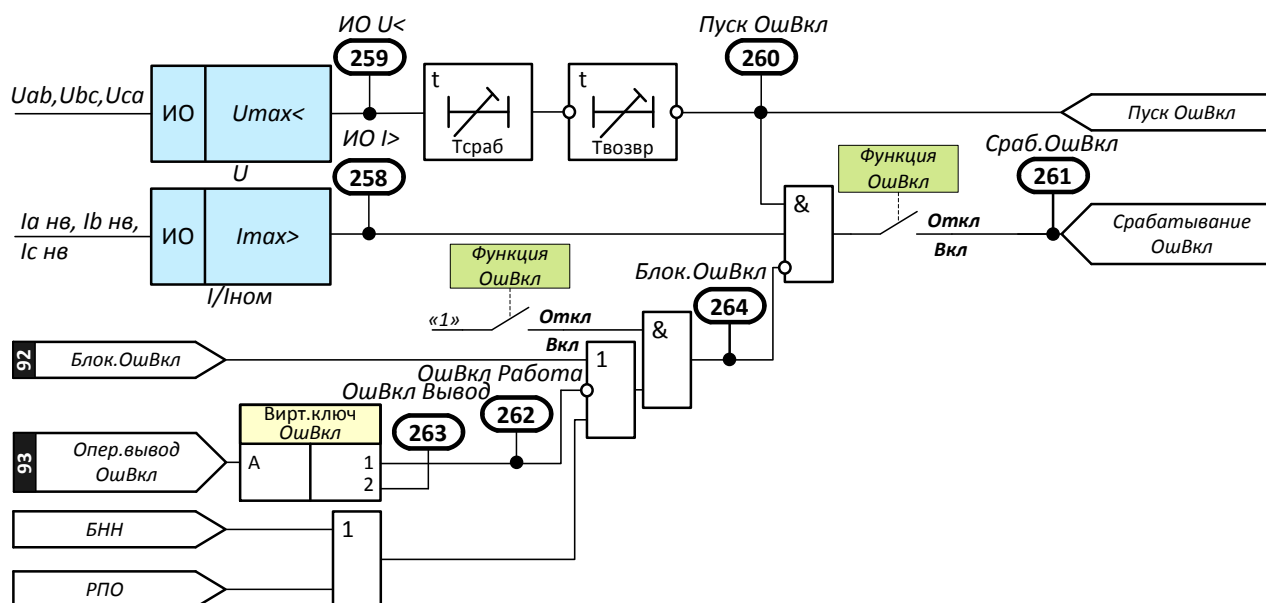 ИО U<
259
Пуск ОшВкл
260
Uab,Ubc,Uca
ИО
Umax<
U
t
Тсраб
t
Твозвр
Пуск ОшВкл
ИО I>
258
Функция
ОшВкл
Сраб.ОшВкл
261
Ia нв, Ib нв,
Ic нв
ИО
Imax>
I/Iном
&
Откл
Вкл
Срабатывание
ОшВкл
Функция
ОшВкл
«1»
Откл
Вкл
&
Блок.ОшВкл
264
92
Блок.ОшВкл
1
ОшВкл Работа
262
ОшВкл Вывод
263
93
Опер.вывод
ОшВкл
Вирт.ключ
ОшВкл
A
1
2
БНН
1
РПО